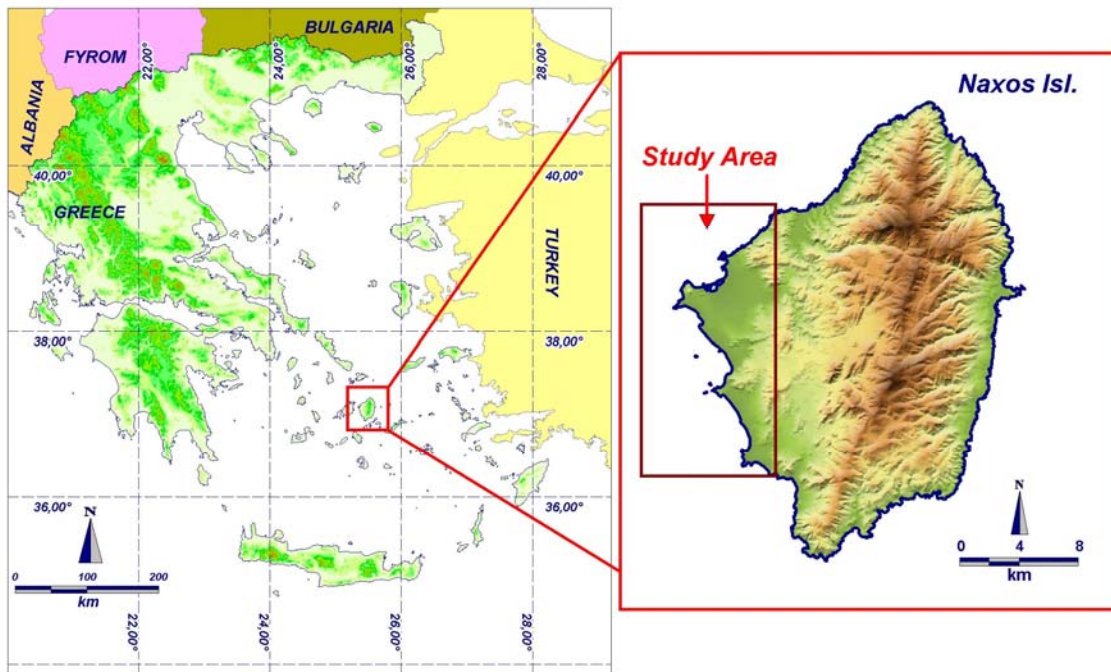 BULGARIA
FYROM
ALBANIA
GREECE
TURKEY
22,00°
24,00°
26,00°
28,00°
40,00°
40,00°
38,00°
38,00°
36,00°
36,00°
N
0 100 200
km
22,00°
24,00°
26,00°
28,00°
Naxos Isl.
Study Area
N
0 4 8
km